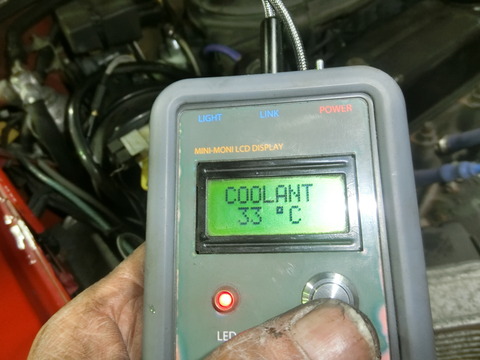 LIGHT LINK POWER
MINI-MONI LCD DISPLAY
COOLANT
33 °C
LED